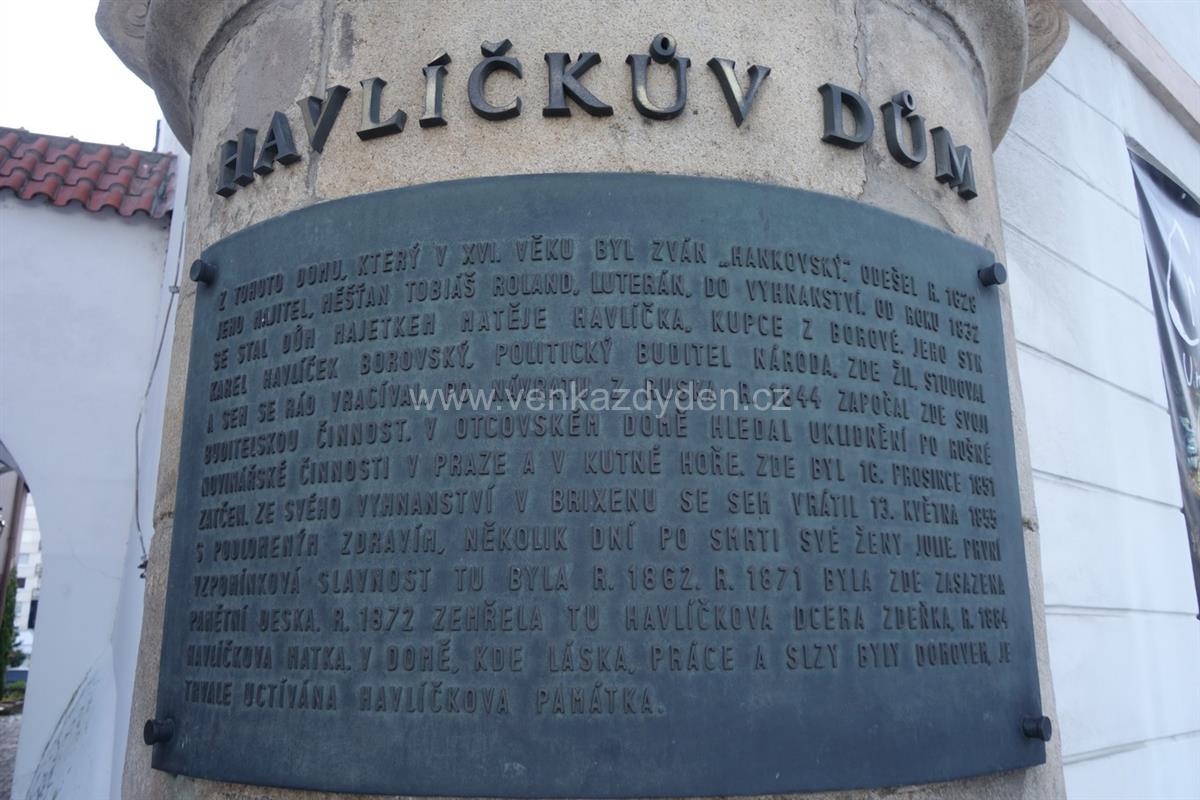 HAVLÍČKŮV DŮM
Z TOHOTO DOMU, KTERÝ V XVI. VĚKU BYL ZVÁN „HANKOVSKÝ,“ ODEŠEL R. 1628
JEHO MAJITEL, MĚŠŤAN TOBIÁŠ ROLAND, LUTERÁN, DO VYHNANSTVÍ. OD ROKU 1832
SE STAL DŮM MAJETKEM MATĚJE HAVLÍČKA, KUPCE Z BOROVÉ. JEHO SYN
KAREL HAVLÍČEK BOROVSKÝ, POLITICKÝ BUDITEL NÁRODA, ZDE ŽIL, STUDOVAL
A SEM SE RÁD VRACÍVAL. PO NÁVRATU Z RUSKA R. 1844 ZAPOČAL ZDE SVOJI
www.venkazdyden.cz
BUDITELSKOU ČINNOST. V OTCOVSKÉM DOMĚ HLEDAL UKLIDNĚNÍ PO RUŠNÉ
NOVINÁŘSKÉ ČINNOSTI V PRAZE A V KUTNÉ HOŘE. ZDE BYL 16. PROSINCE 1851
ZATČEN. ZE SVÉHO VYHNANSTVÍ V BRIXENU SE SEM VRÁTIL 13. KVĚTNA 1855
S PODLOMENÝM ZDRAVÍM, NĚKOLIK DNÍ PO SMRTI SVÉ ŽENY JULIE. PRVNÍ
VZPOMÍNKOVÁ SLAVNOST TU BYLA R. 1862. R. 1871 BYLA ZDE ZASAZENA
PAMĚTNÍ DESKA. R. 1872 ZEMŘELA TU HAVLÍČKOVA DCERA ZDEŇKA, R. 1884
HAVLÍČKOVA MATKA. V DOMĚ, KDE LÁSKA, PRÁCE A SLZY BYLY DOMOVEM, JE
TRVALE UCTÍVÁNA HAVLÍČKOVA PAMÁTKA.